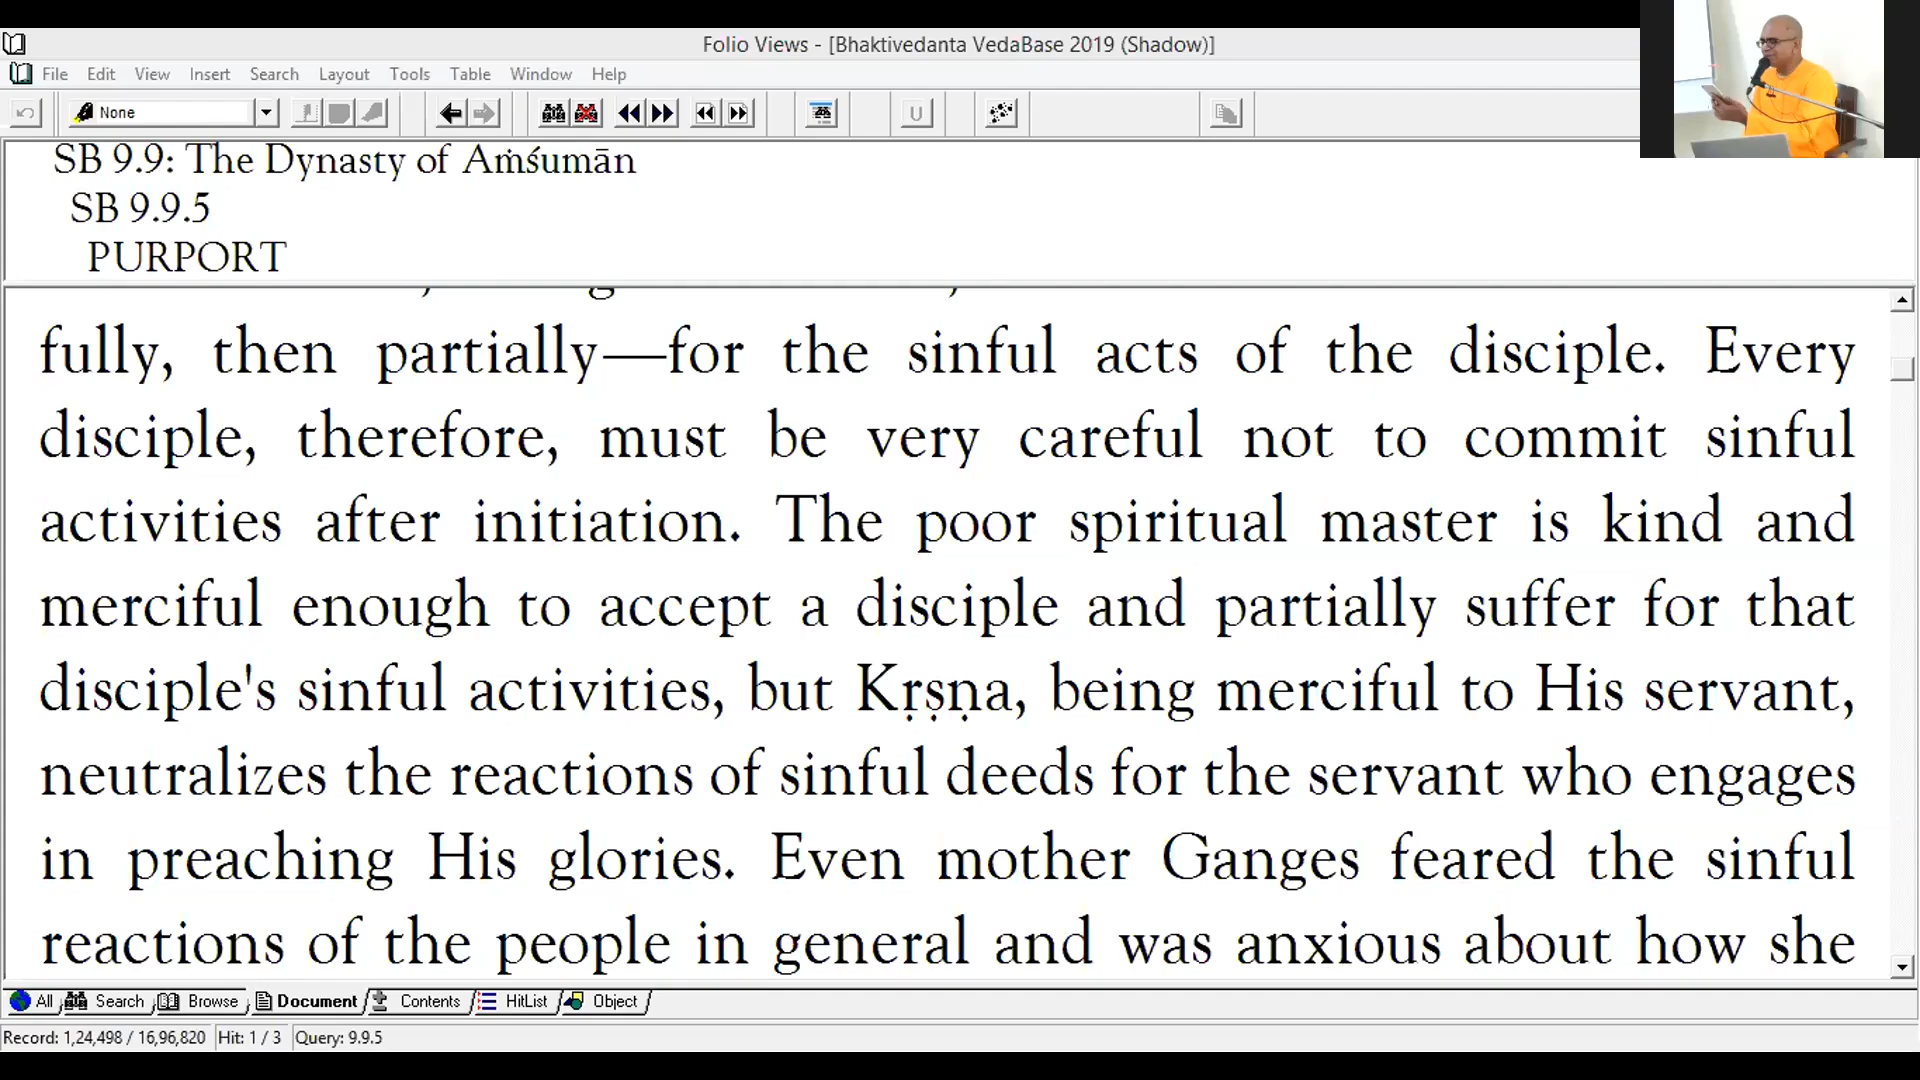 Folio Views - [Bhaktivedanta VedaBase 2019 (Shadow)]
File Edit View Insert Search Layout Tools Table Window Help
None
U
SB 9.9: The Dynasty of Aṁśumān
SB 9.9.5
PURPORT
fully, then partially—for the sinful acts of the disciple. Every
disciple, therefore, must be very careful not to commit sinful
activities after initiation. The poor spiritual master is kind and
merciful enough to accept a disciple and partially suffer for that
disciple's sinful activities, but Kṛṣṇa, being merciful to His servant,
neutralizes the reactions of sinful deeds for the servant who engages
in preaching His glories. Even mother Ganges feared the sinful
reactions of the people in general and was anxious about how she
All Search Browse Document Contents HitList Object
Record: 1,24,498 / 16,96,820 Hit: 1 / 3 Query: 9.9.5